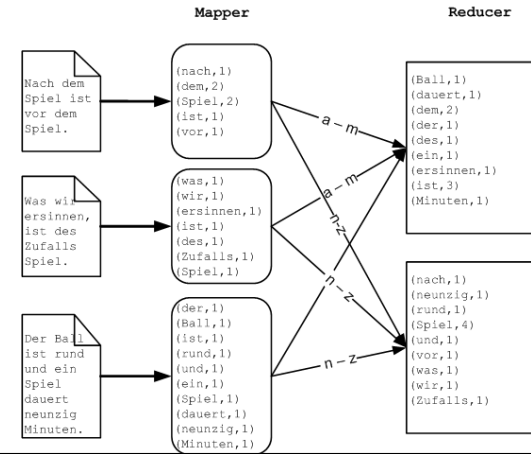 Mapper
Reducer
Nach dem
Spiel ist
vor dem
Spiel.
(nach,1)
(dem,2)
(Spiel,2)
(ist,1)
(vor,1)
Was wir
ersinnen,
ist des
Zufalls
Spiel.
(was,1)
(wir,1)
(ersinnen,1)
(ist,1)
(des,1)
(Zufalls,1)
(Spiel,1)
Der Ball
ist rund
und ein
Spiel
dauert
neunzig
Minuten.
(der,1)
(Ball,1)
(ist,1)
(rund,1)
(und,1)
(ein,1)
(Spiel,1)
(dauert,1)
(neunzig,1)
(Minuten,1)
a–m
a–m
n-z
n–z
n–z
(Ball,1)
(dauert,1)
(dem,2)
(der,1)
(des,1)
(ein,1)
(ersinnen,1)
(ist,3)
(Minuten,1)
(nach,1)
(neunzig,1)
(rund,1)
(Spiel,4)
(und,1)
(vor,1)
(was,1)
(wir,1)
(Zufalls,1)